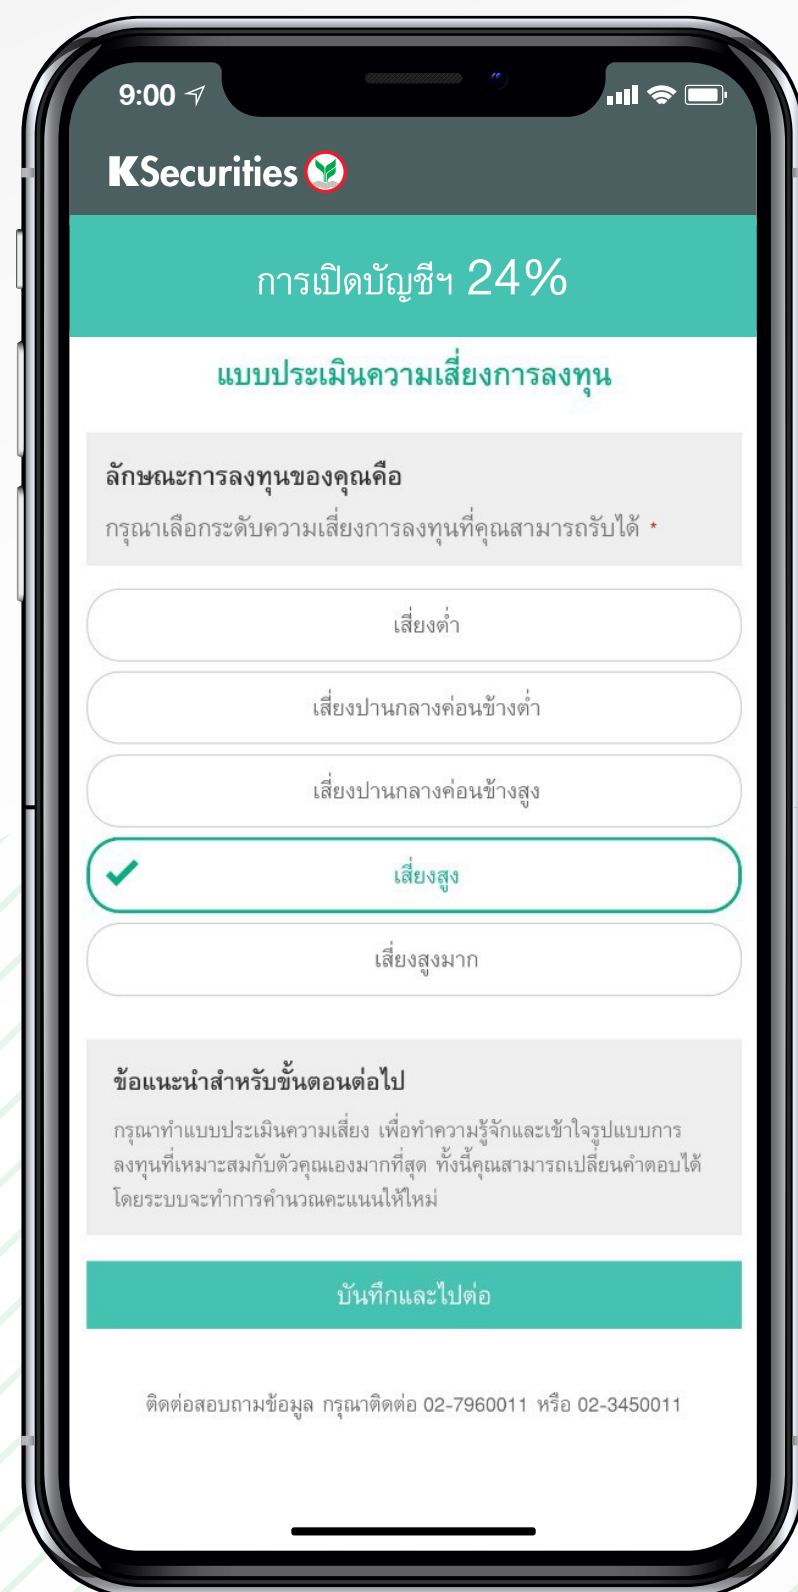 9:00
KSecurities
การเปิดบัญชีฯ 24%
แบบประเมินความเสี่ยงการลงทุน
ลักษณะการลงทุนของคุณคือ
กรุณาเลือกระดับความเสี่ยงการลงทุนที่คุณสามารถรับได้ *
เสี่ยงต่ำ
เสี่ยงปานกลางค่อนข้างต่ำ
เสี่ยงปานกลางค่อนข้างสูง
เสี่ยงสูง
เสี่ยงสูงมาก
ข้อแนะนำสำหรับขั้นตอนต่อไป
กรุณาทำแบบประเมินความเสี่ยง เพื่อทำความรู้จักและเข้าใจรูปแบบการ
ลงทุนที่เหมาะสมกับตัวคุณเองมากที่สุด ทั้งนี้คุณสามารถเปลี่ยนคำตอบได้
โดยระบบจะทำการคำนวณคะแนนให้ใหม่
บันทึกและไปต่อ
ติดต่อสอบถามข้อมูล กรุณาติดต่อ 02-7960011 หรือ 02-3450011